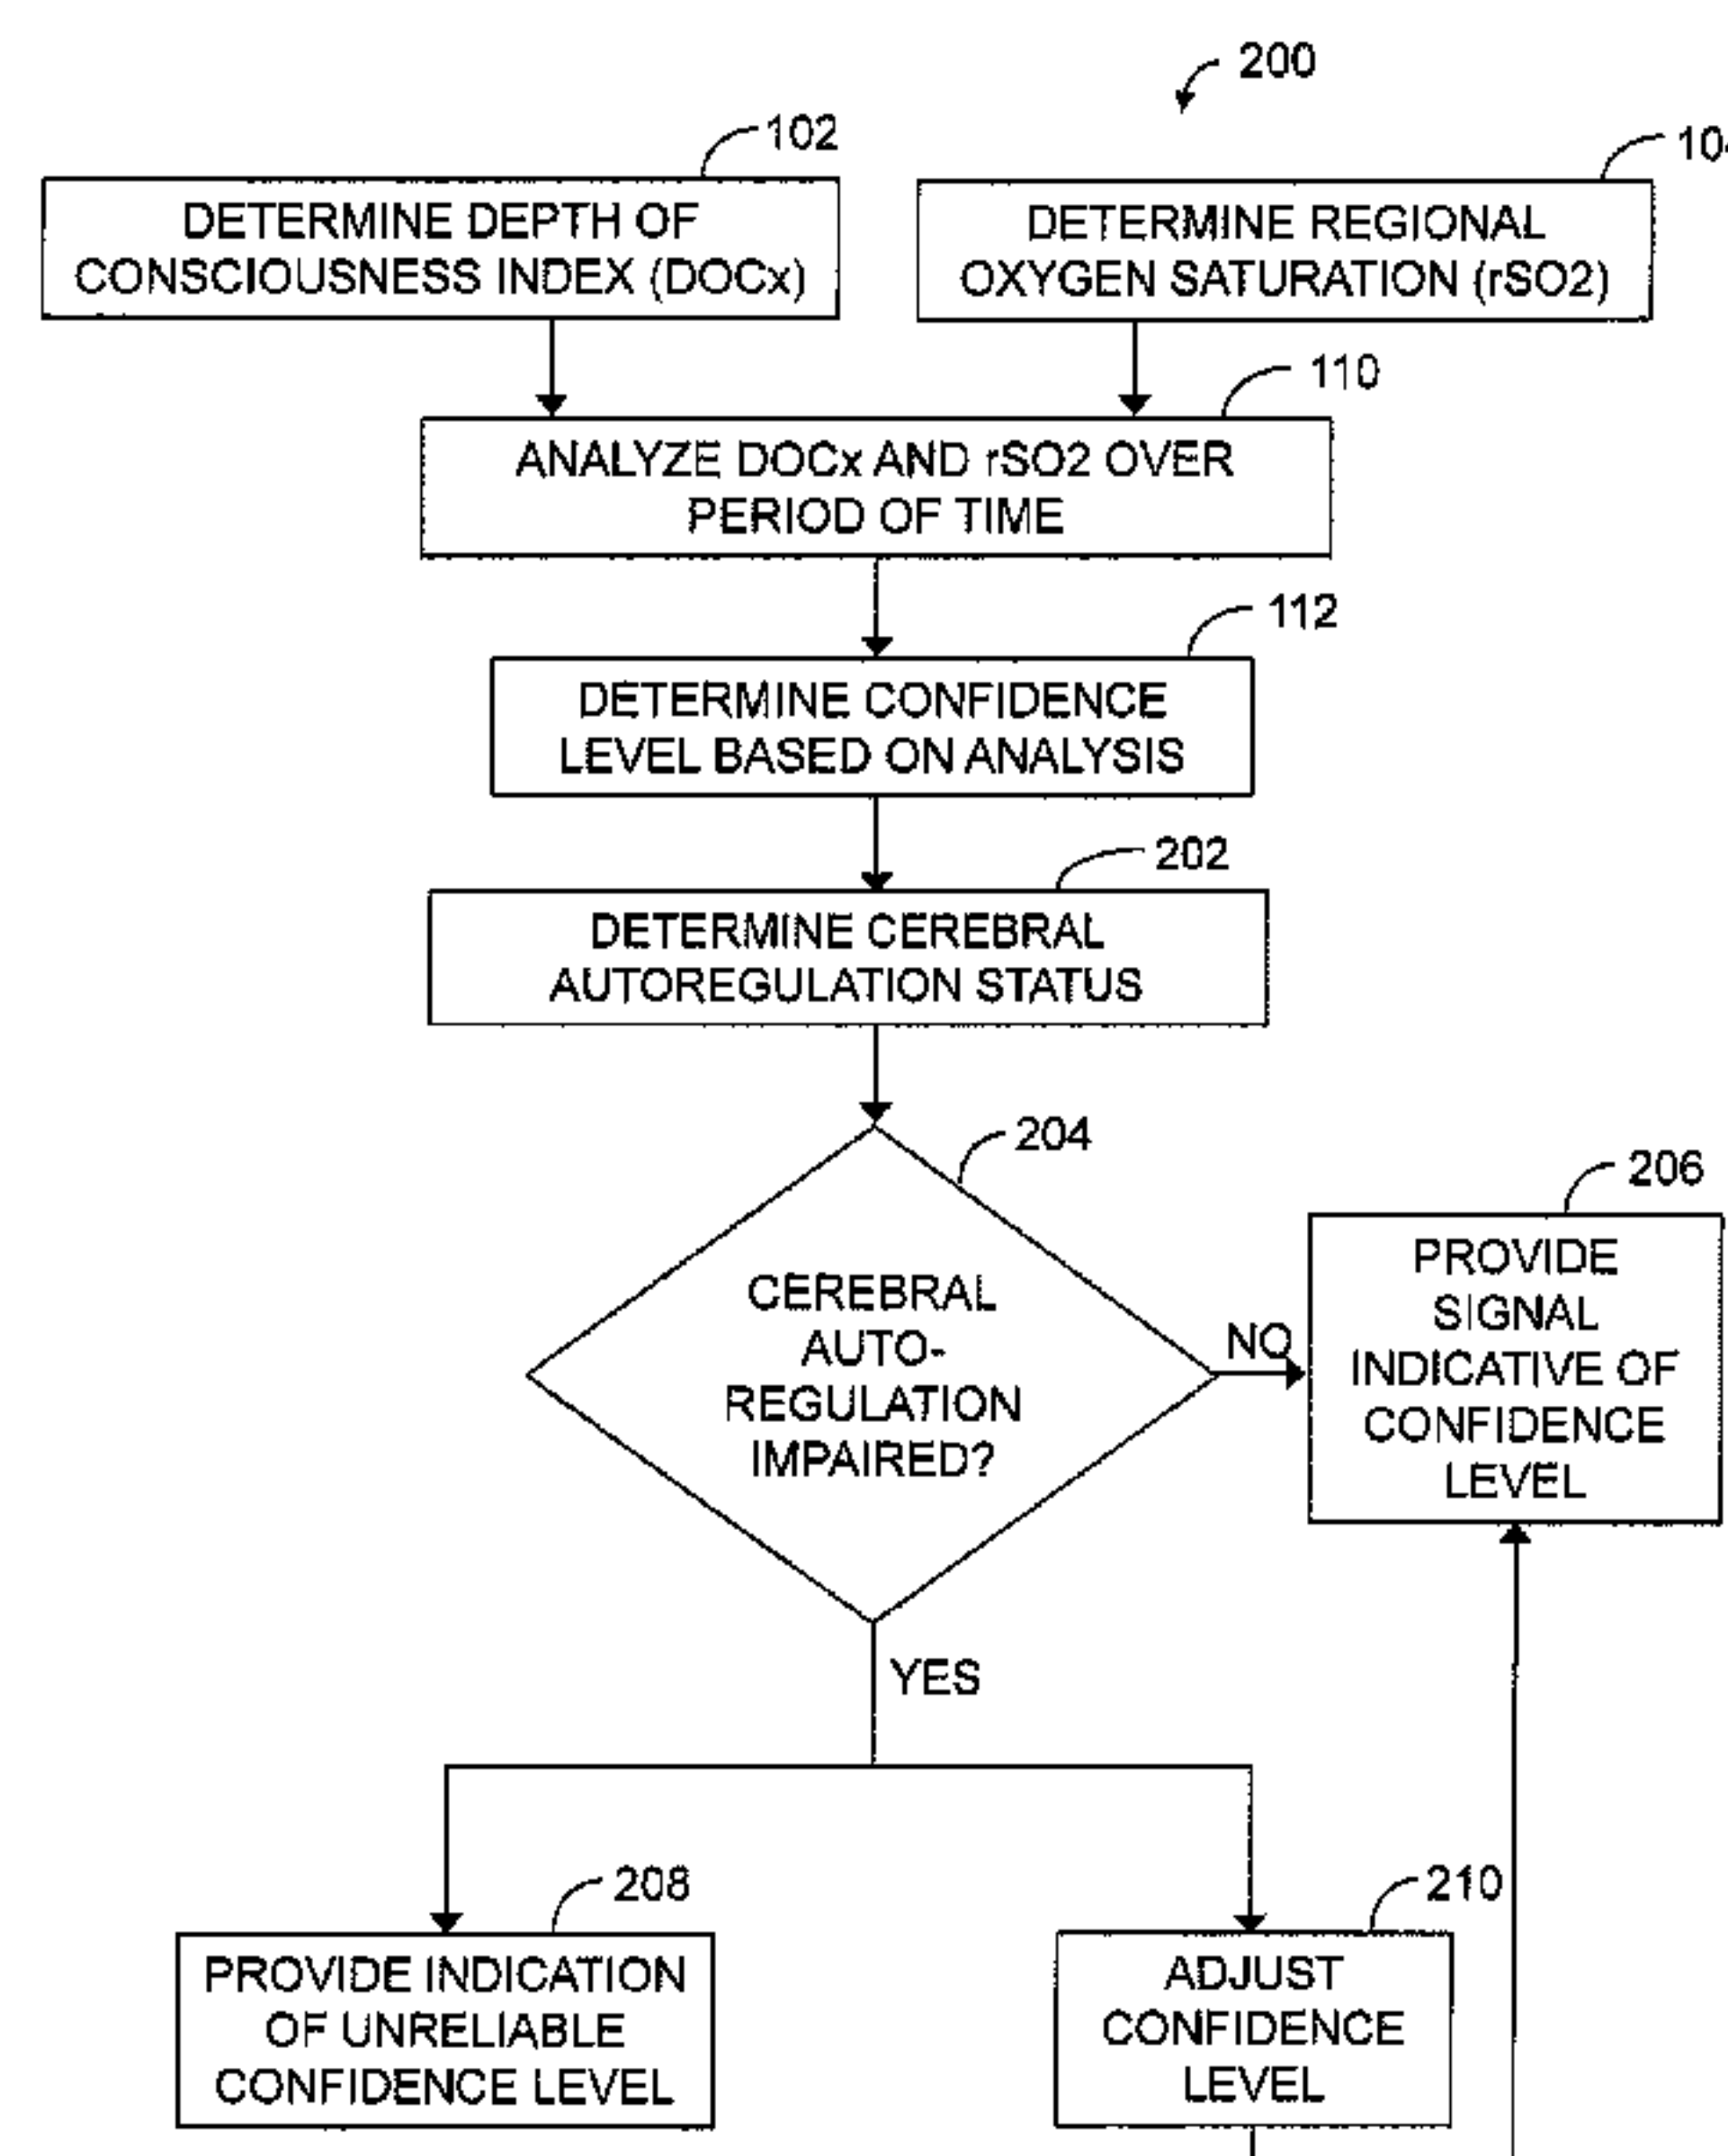 200
102
DETERMINE DEPTH OF
CONSCIOUSNESS INDEX (DOCx)
DETERMINE REGIONAL
OXYGEN SATURATION (rSO2)
110
ANALYZE DOCx AND rSO2 OVER
PERIOD OF TIME
112
DETERMINE CONFIDENCE
LEVEL BASED ON ANALYSIS
202
DETERMINE CEREBRAL
AUTOREGULATION STATUS
204
CEREBRAL
AUTO-
REGULATION
IMPAIRED?
NO
206
PROVIDE
SIGNAL
INDICATIVE OF
CONFIDENCE
LEVEL
YES
208
PROVIDE INDICATION
OF UNRELIABLE
CONFIDENCE LEVEL
210
ADJUST
CONFIDENCE
LEVEL